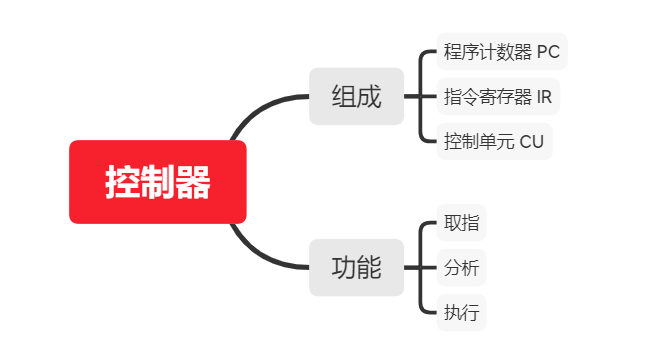 控制器
组成
程序计数器 PC
指令寄存器 IR
控制单元 CU
功能
取指
分析
执行